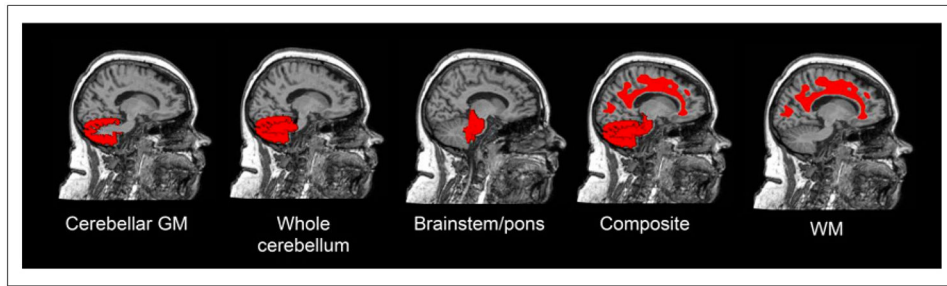 Cerebellar GM
Whole
cerebellum
Brainstem/pons
Composite
WM